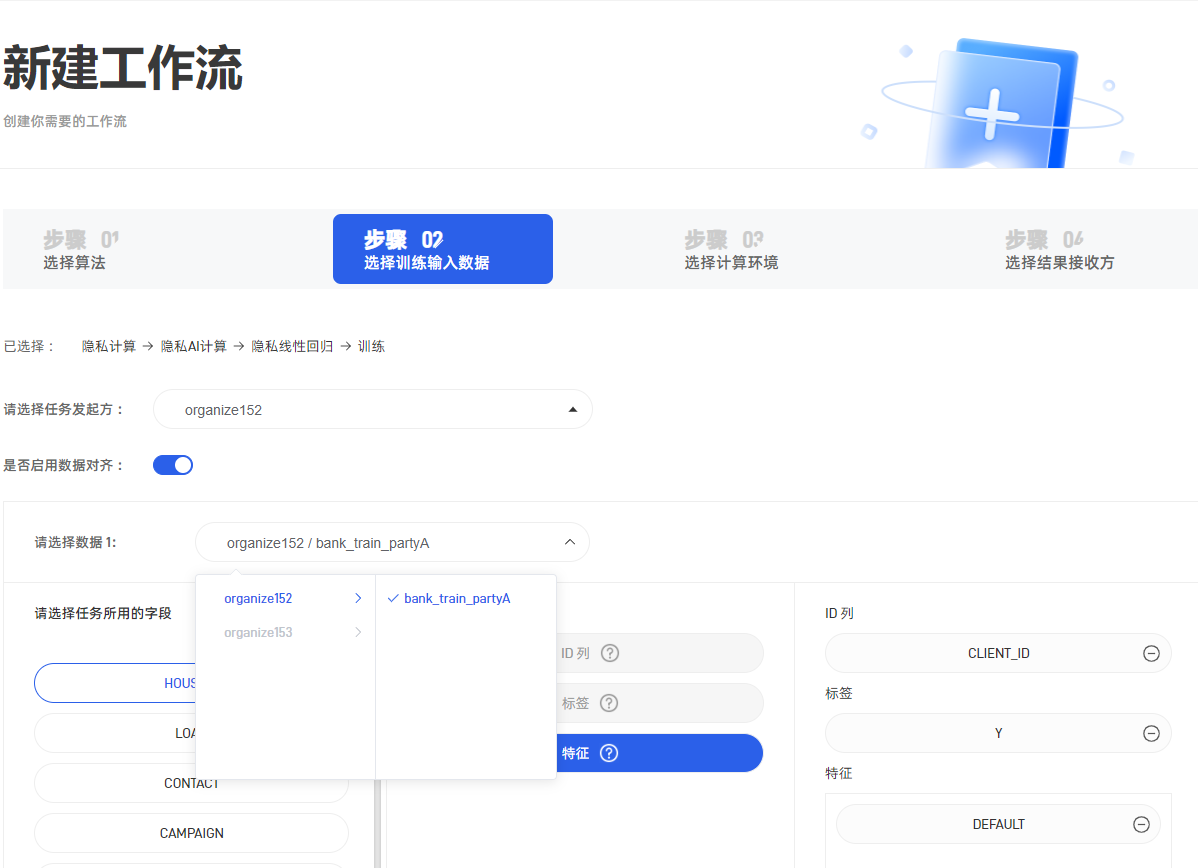 新建工作流
创建你需要的工作流
步骤 01
选择算法
步骤 02
选择训练输入数据
步骤 03
选择计算环境
步骤 04
选择结果接收方
已选择： 隐私计算 → 隐私AI计算 → 隐私线性回归 → 训练
请选择任务发起方： organize152
是否启用数据对齐：
请选择数据1: organize152 / bank_train_partyA
organize152
bank_train_partyA
organize153
请选择任务所用的字段
CONTACT
CAMPAIGN
ID 列
标签
特征
ID 列
CLIENT_ID
标签
Y
特征
DEFAULT